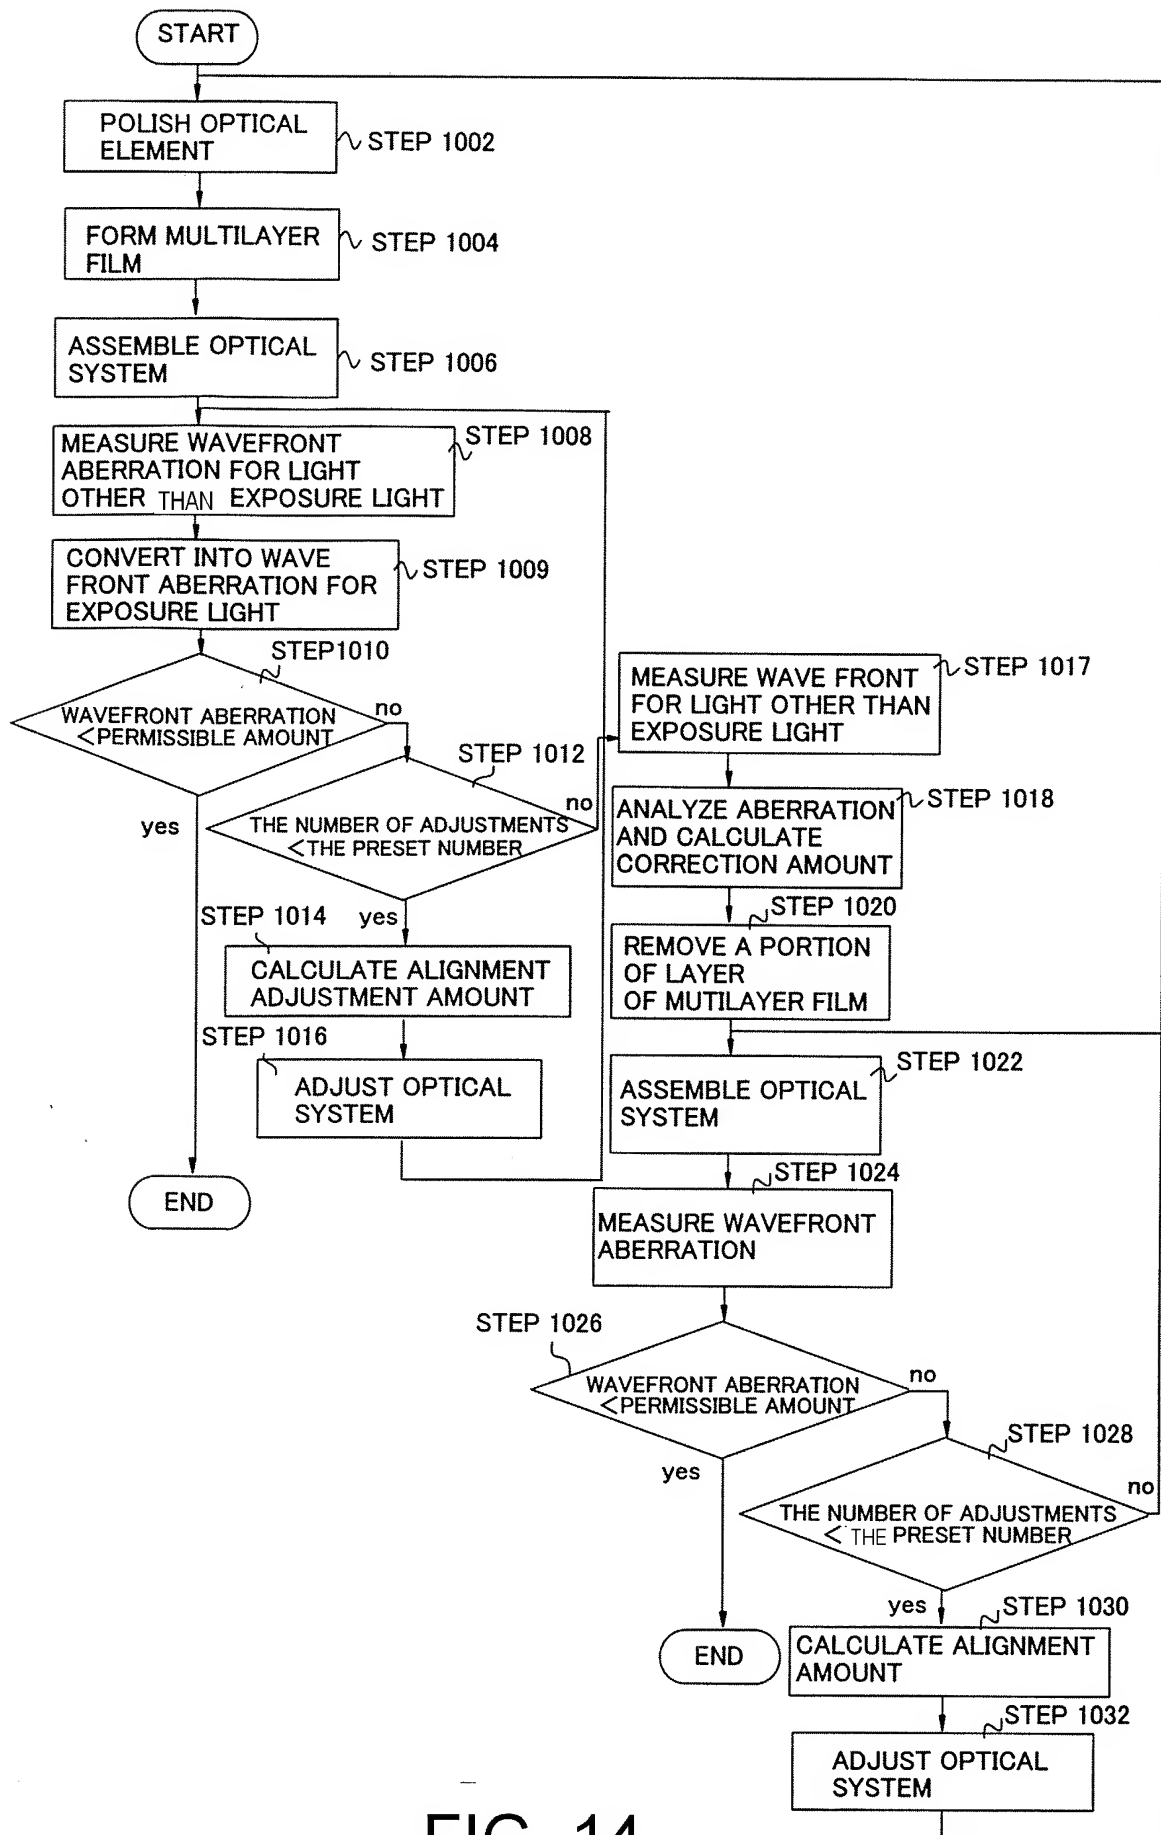 START
POLISH OPTICAL
ELEMENT
STEP 1002
FORM MULTILAYER
FILM
STEP 1004
ASSEMBLE OPTICAL
SYSTEM
STEP 1006
MEASURE WAVEFRONT
ABERRATION FOR LIGHT
OTHER THAN EXPOSURE LIGHT
STEP 1008
CONVERT INTO WAVE
FRONT ABERRATION FOR
EXPOSURE LIGHT
STEP 1009
STEP1010
WAVEFRONT ABERRATION
<PERMISSIBLE AMOUNT
no
yes
STEP 1012
THE NUMBER OF ADJUSTMENTS
<THE PRESET NUMBER
no
yes
STEP 1014
CALCULATE ALIGNMENT
ADJUSTMENT AMOUNT
STEP 1016
ADJUST OPTICAL
SYSTEM
END
MEASURE WAVE FRONT
FOR LIGHT OTHER THAN
EXPOSURE LIGHT
STEP 1017
ANALYZE ABERRATION
AND CALCULATE
CORRECTION AMOUNT
STEP 1018
STEP 1020
REMOVE A PORTION
OF LAYER
OF MUTILAYER FILM
ASSEMBLE OPTICAL
SYSTEM
STEP 1022
STEP 1024
MEASURE WAVEFRONT
ABERRATION
STEP 1026
WAVEFRONT ABERRATION
<PERMISSIBLE AMOUNT
no
yes
STEP 1028
THE NUMBER OF ADJUSTMENTS
< THE PRESET NUMBER
no
yes
END
STEP 1030
CALCULATE ALIGNMENT
AMOUNT
STEP 1032
ADJUST OPTICAL
SYSTEM
FIG. 14